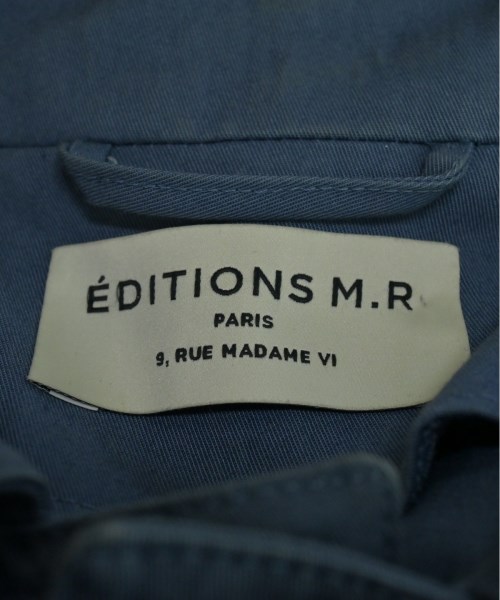 ÉDITIONS M.R
PARIS
9, RUE MADAME VI